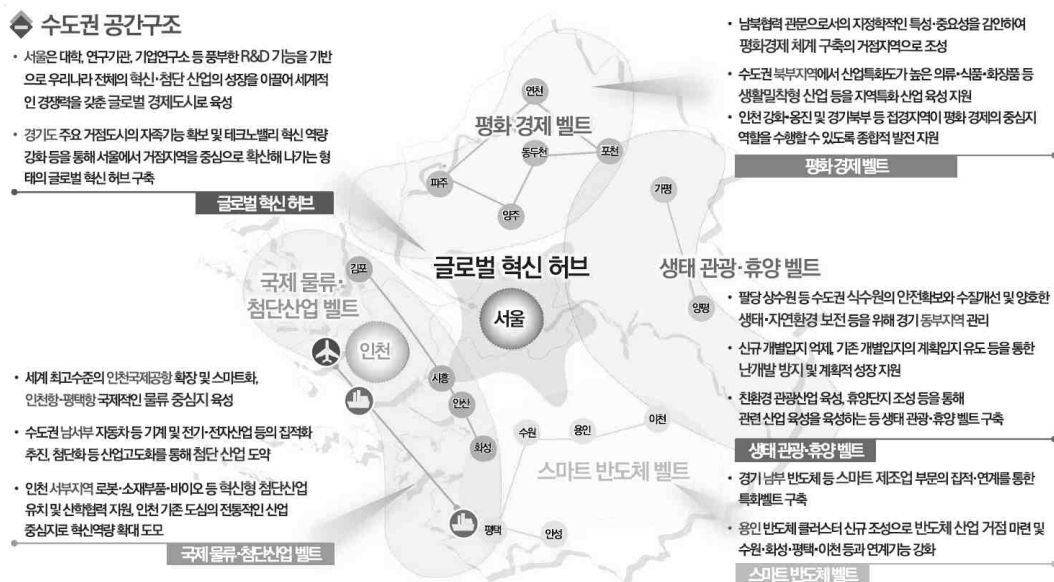 수도권 공간구조
• 서울은 대학, 연구기관, 기업연구소 등 풍부한 R&D 기능을 기반
으로 우리나라 전체의 혁신·첨단 산업의 성장을 이끌어 세계적
인 경쟁력을 갖춘 글로벌 경제도시로 육성
• 경기도 주요 거점도시의 자족기능 확보 및 테크노밸리 혁신 역량
강화 등을 통해 서울에서 거점지역을 중심으로 확산해 나가는 형
태의 글로벌 혁신 허브 구축
글로벌 혁신 허브
• 남북협력 관문으로서의 지정학적인 특성·중요성을 감안하여
평화경제 체계 구축의 거점지역으로 조성
• 수도권 북부지역에서 산업특화도가 높은 의류·식품·화장품 등
생활밀착형 산업 등을 지역특화 산업 육성 지원
• 인천 강화·옹진 및 경기북부 등 접경지역이 평화 경제의 중심지
역할을 수행할 수 있도록 종합적 발전 지원
평화 경제 벨트
연천
평화 경제 벨트
동두천
포천
파주
양주
가평
글로벌 혁신 허브
서울
생태 관광·휴양 벨트
양평
국제 물류·
첨단산업 벨트
김포
인천
시흥
안산
화성
수원
용인
이천
스마트 반도체 벨트
평택
안성
• 팔당 상수원 등 수도권 식수원의 안전확보와 수질개선 및 양호한
생태·자연환경 보전 등을 위해 경기 동부지역 관리
• 신규 개별입지 억제, 기존 개별입지의 계획입지 유도 등을 통한
난개발 방지 및 계획적 성장 지원
• 친환경 관광산업 육성, 휴양단지 조성 등을 통해
관련 산업 육성을 육성하는 등 생태 관광·휴양 벨트 구축
생태 관광·휴양 벨트
• 세계 최고수준의 인천국제공항 확장 및 스마트화,
인천항·평택항 국제적인 물류 중심지 육성
• 수도권 남서부 자동차 등 기계 및 전기·전자산업 등의 집적화
추진, 첨단화 등 산업고도화를 통해 첨단 산업 도약
• 인천 서부지역 로봇·소재부품·바이오 등 혁신형 첨단산업
유치 및 산학협력 지원, 인천 기존 도심의 전통적인 산업
중심지로 혁신역량 확대 도모
국제 물류·첨단산업 벨트
• 경기 남부 반도체 등 스마트 제조업 부문의 집적·연계를 통한
특화벨트 구축
• 용인 반도체 클러스터 신규 조성으로 반도체 산업 거점 마련 및
수원·화성·평택·이천 등과 연계기능 강화
스마트 반도체 벨트